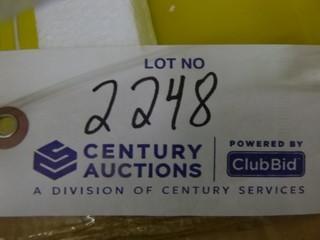 LOT NO
2248
CENTURY AUCTIONS
POWERED BY
ClubBid
A DIVISION OF CENTURY SERVICES